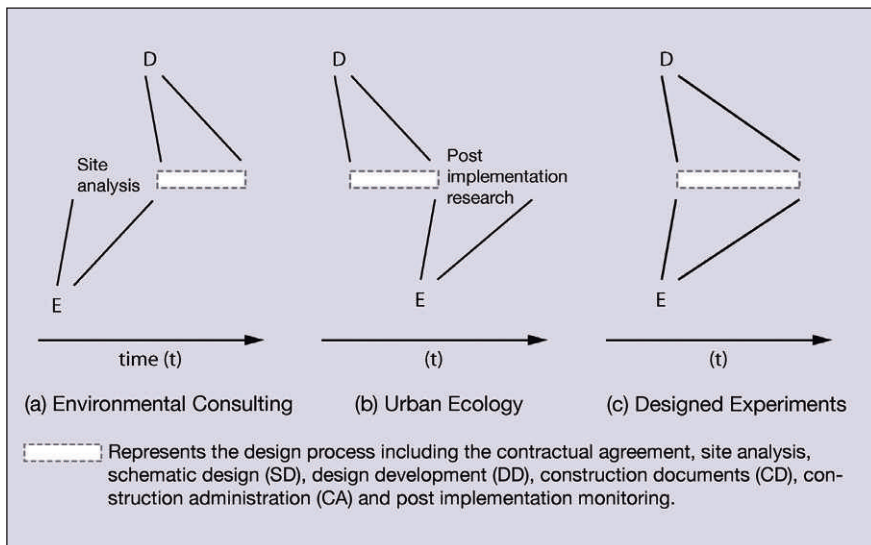 D
D
D
Site
analysis
Post
implementation
research
E
E
E
time (t)
(t)
(t)
(a) Environmental Consulting
(b) Urban Ecology
(c) Designed Experiments
Represents the design process including the contractual agreement, site analysis,
schematic design (SD), design development (DD), construction documents (CD), con-
struction administration (CA) and post implementation monitoring.